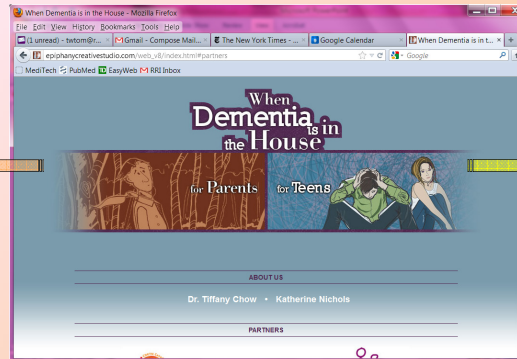 When Dementia is in the House - Mozilla Firefox
File Edit View History Bookmarks Tools Help
(1 unread) - twtom@r...
Gmail - Compose Mail...
The New York Times - ...
Google Calendar
When Dementia is in t...
epiphanycreativestudio.com/web_v8/index.html#partners
Google
MediTech PubMed EasyWeb RRI Inbox
When
Dementia
is in
the House
for Parents
for Teens
ABOUT US
Dr. Tiffany Chow • Katherine Nichols
PARTNERS